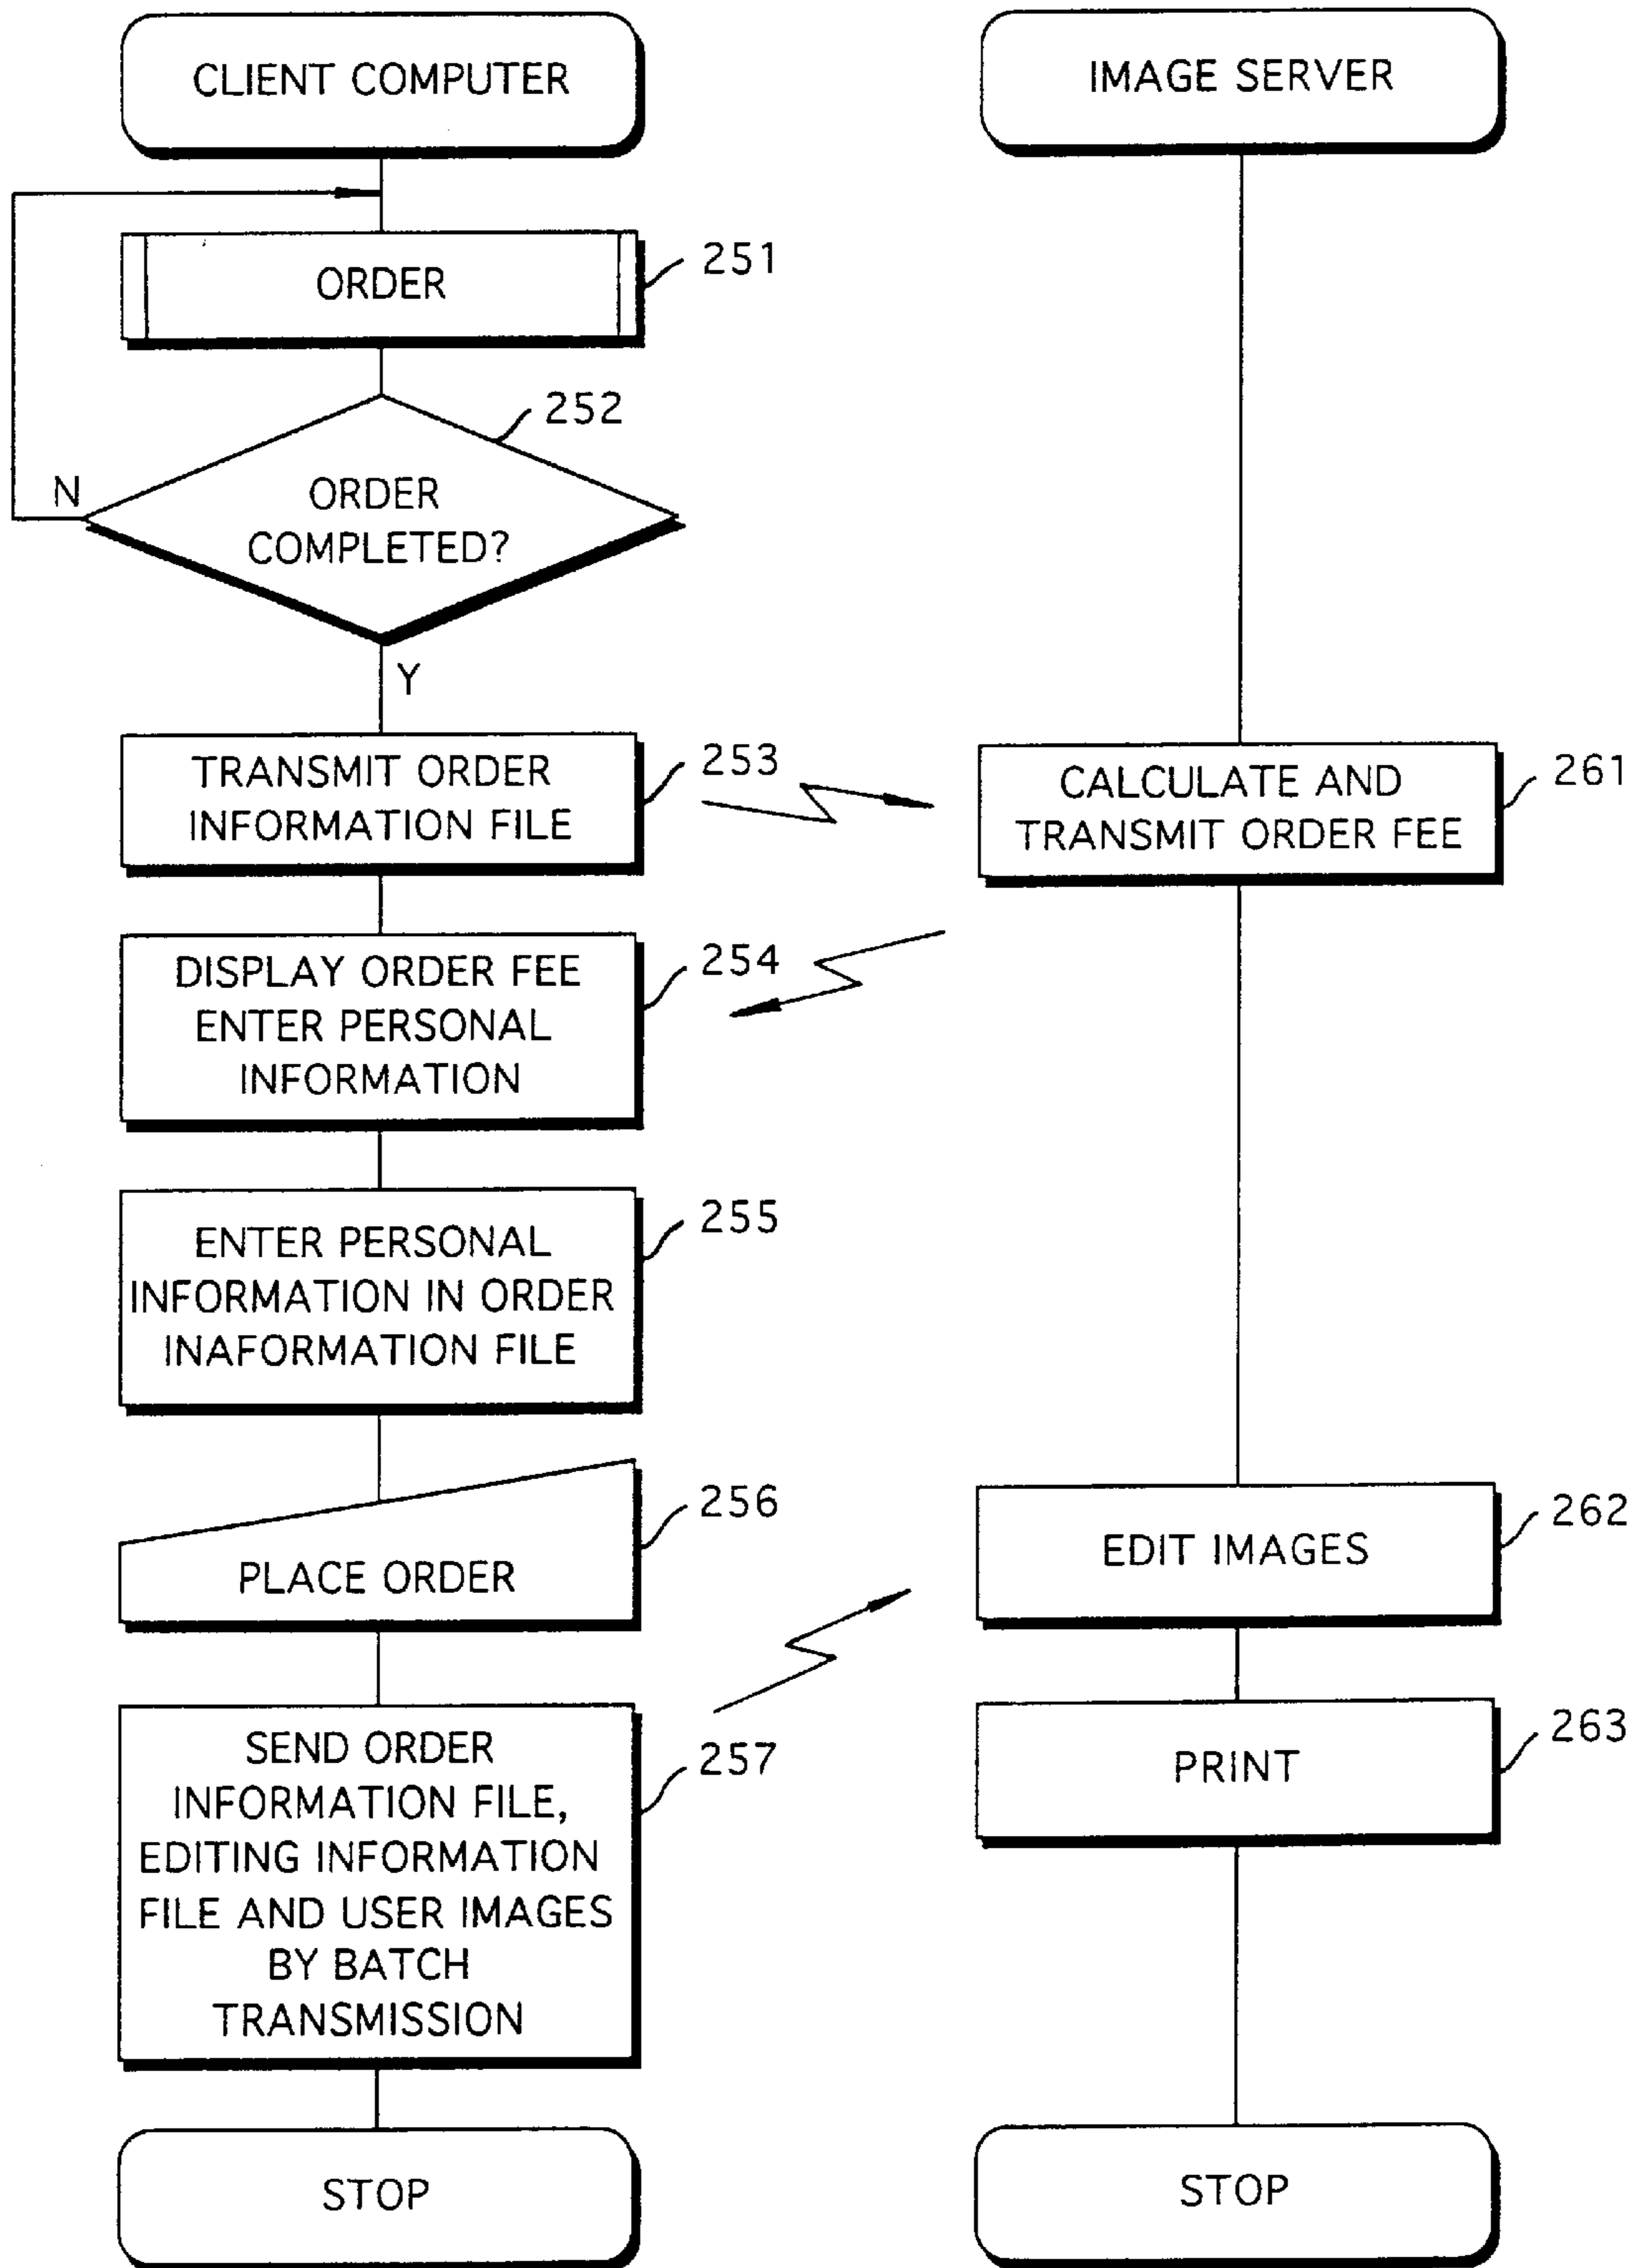 CLIENT COMPUTER
ORDER
251
252
N
ORDER
COMPLETED?
Y
TRANSMIT ORDER
INFORMATION FILE
253
DISPLAY ORDER FEE
ENTER PERSONAL
INFORMATION
254
ENTER PERSONAL
INFORMATION IN ORDER
INAFORMATION FILE
255
PLACE ORDER
256
SEND ORDER
INFORMATION FILE,
EDITING INFORMATION
FILE AND USER IMAGES
BY BATCH
TRANSMISSION
257
STOP
IMAGE SERVER
CALCULATE AND
TRANSMIT ORDER FEE
261
EDIT IMAGES
262
PRINT
263
STOP